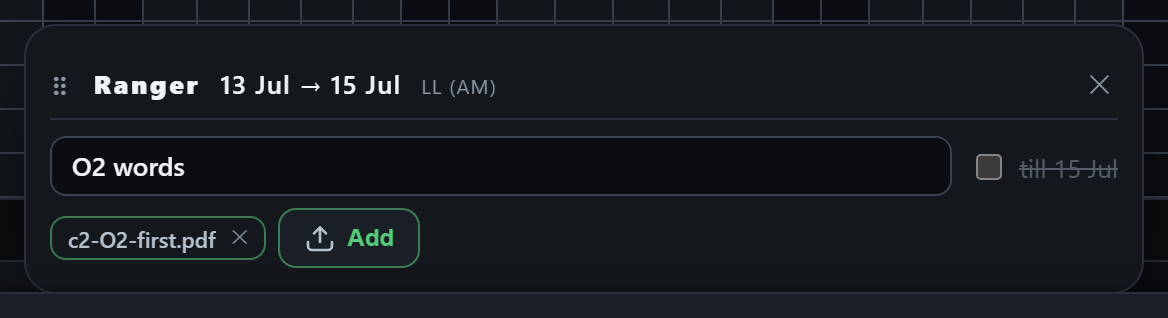 Ranger 13 Jul → 15 Jul LL (AM)
O2 words
till 15 Jul
c2-O2-first.pdf
Add